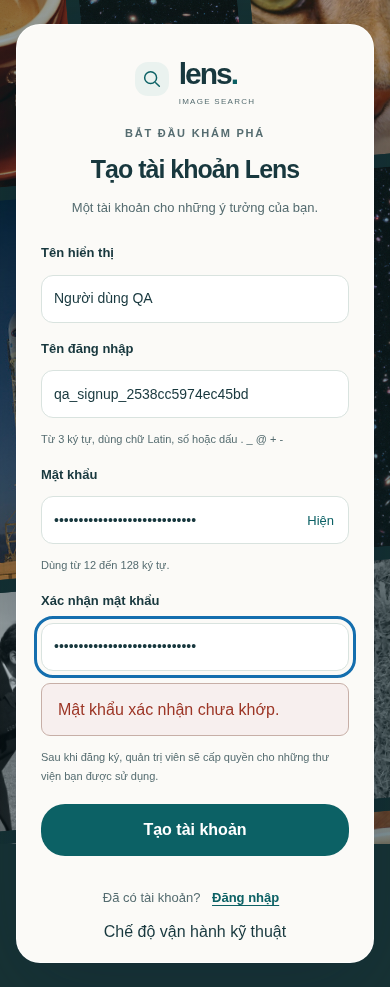 lens.
IMAGE SEARCH
BẮT ĐẦU KHÁM PHÁ
Tạo tài khoản Lens
Một tài khoản cho những ý tưởng của bạn.
Tên hiển thị
Người dùng QA
Tên đăng nhập
qa_signup_2538cc5974ec45bd
Từ 3 ký tự, dùng chữ Latin, số hoặc dấu . _ @ + -
Mật khẩu
•••••••••••••••••••••••••••••
Hiện
Dùng từ 12 đến 128 ký tự.
Xác nhận mật khẩu
•••••••••••••••••••••••••••••
Mật khẩu xác nhận chưa khớp.
Sau khi đăng ký, quản trị viên sẽ cấp quyền cho những thư
viện bạn được sử dụng.
Tạo tài khoản
Đã có tài khoản? Đăng nhập
Chế độ vận hành kỹ thuật